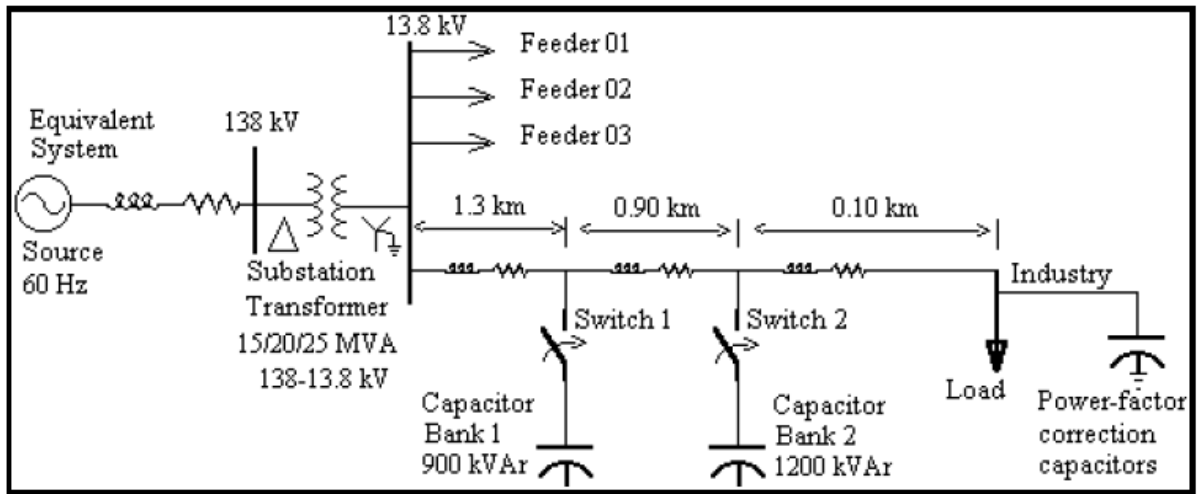 13.8 kV
Feeder 01
Feeder 02
Feeder 03
Equivalent
System
138 kV
Source
60 Hz
Substation
Transformer
15/20/25 MVA
138-13.8 kV
1.3 km
0.90 km
0.10 km
Switch 1
Capacitor
Bank 1
900 kVAr
Switch 2
Capacitor
Bank 2
1200 kVAr
Industry
Load
Power-factor
correction
capacitors